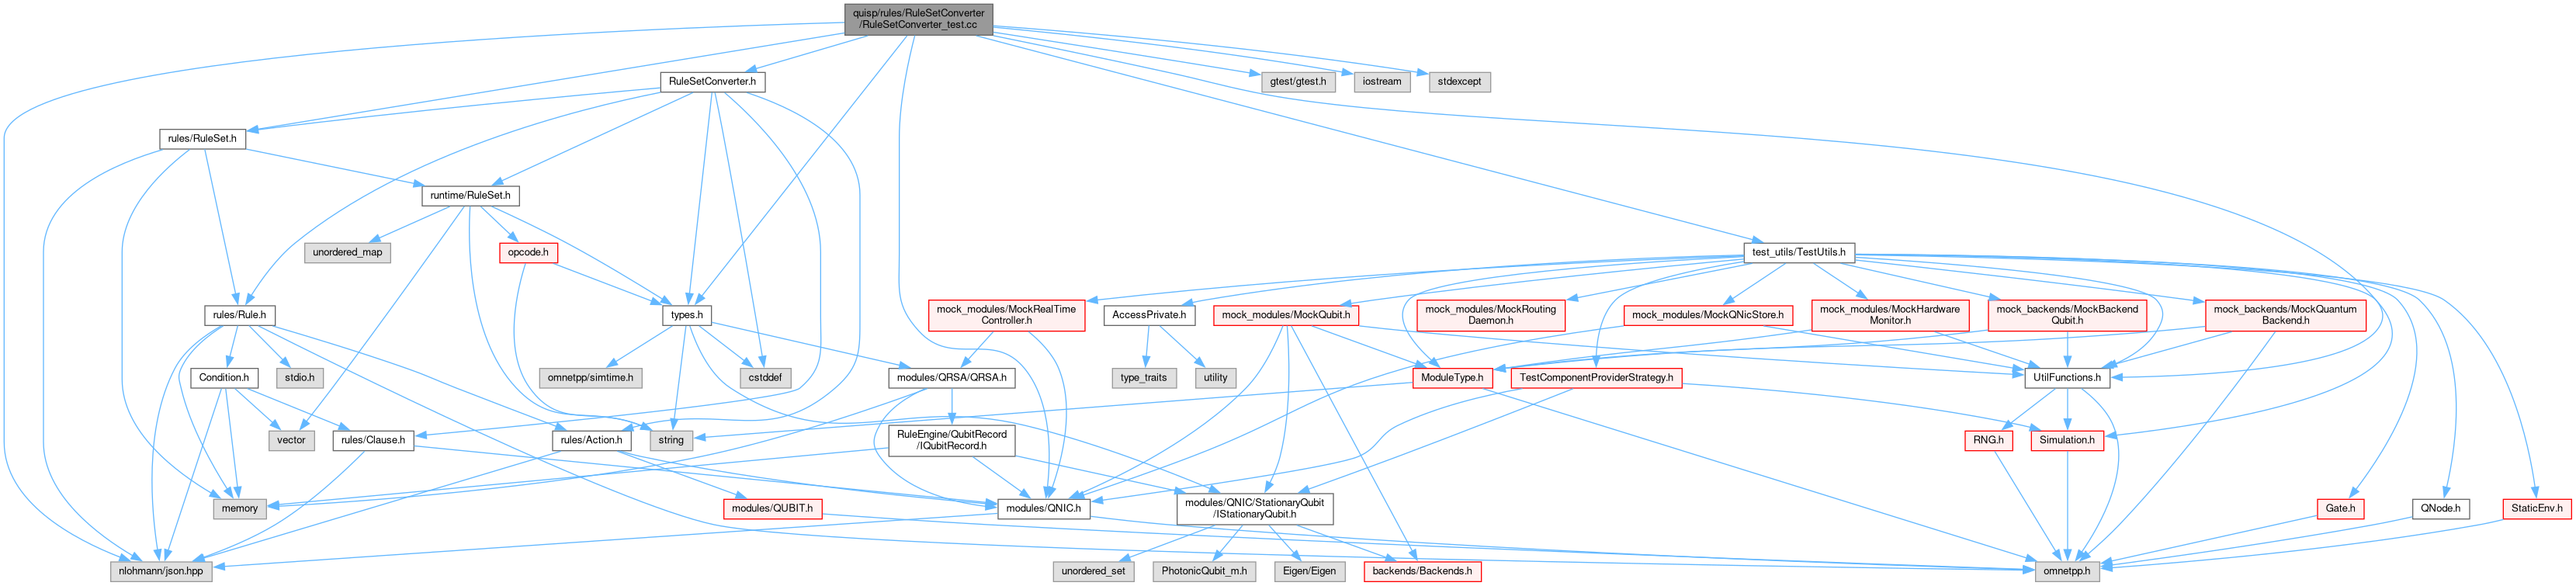 quisp/rules/RuleSetConverter
/RuleSetConverter_test.cc
RuleSetConverter.h
gtest/gtest.h
iostream
stdexcept
rules/RuleSet.h
runtime/RuleSet.h
unordered_map
opcode.h
test_utils/TestUtils.h
rules/Rule.h
types.h
mock_modules/MockRealTime
Controller.h
AccessPrivate.h
mock_modules/MockQubit.h
mock_modules/MockRouting
Daemon.h
mock_modules/MockQNicStore.h
mock_modules/MockHardware
Monitor.h
mock_backends/MockBackend
Qubit.h
mock_backends/MockQuantum
Backend.h
Condition.h
stdio.h
omnetpp/simtime.h
cstddef
modules/QRSA/QRSA.h
type_traits
utility
ModuleType.h
TestComponentProviderStrategy.h
UtilFunctions.h
vector
rules/Clause.h
rules/Action.h
string
RuleEngine/QubitRecord
/IQubitRecord.h
RNG.h
Simulation.h
memory
modules/QUBIT.h
modules/QNIC.h
modules/QNIC/StationaryQubit
/IStationaryQubit.h
Gate.h
QNode.h
StaticEnv.h
nlohmann/json.hpp
unordered_set
PhotonicQubit_m.h
Eigen/Eigen
backends/Backends.h
omnetpp.h